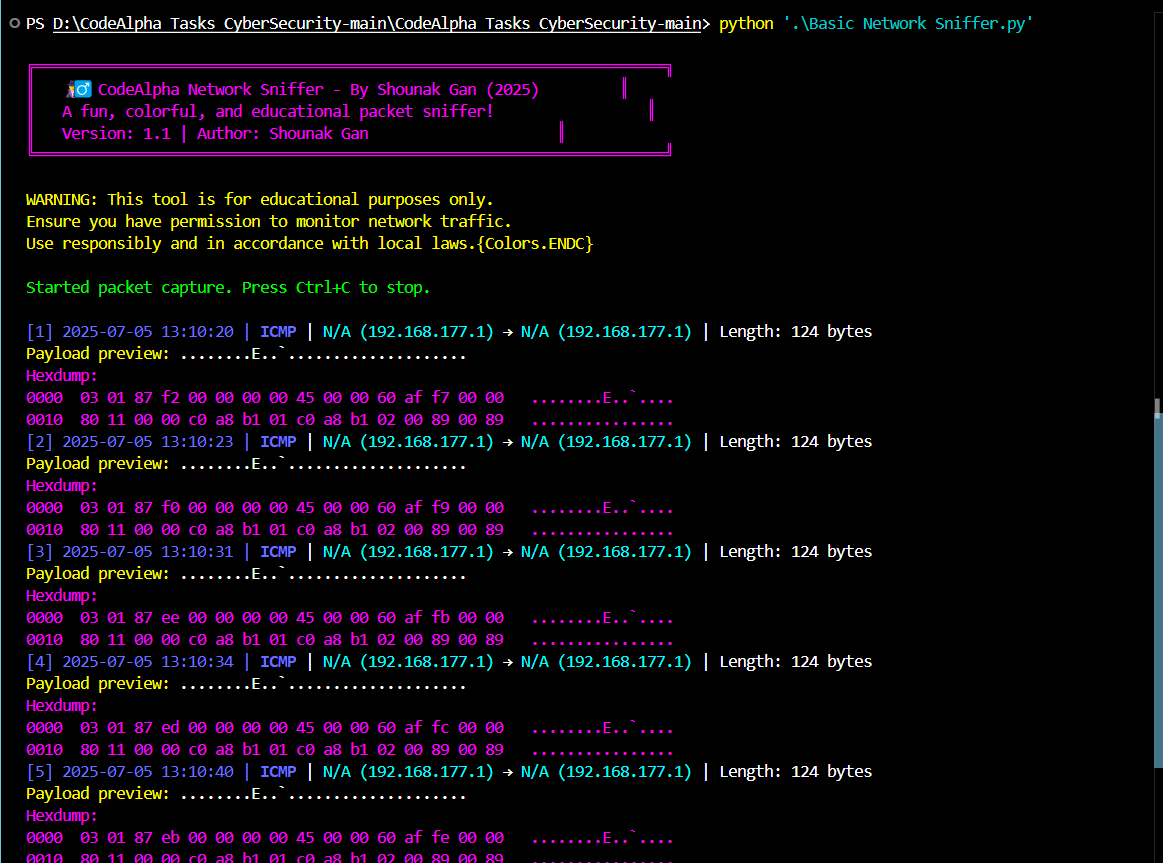 PS D:\CodeAlpha Tasks CyberSecurity-main\CodeAlpha Tasks CyberSecurity-main> python '.\Basic Network Sniffer.py'
CodeAlpha Network Sniffer - By Shounak Gan (2025)
A fun, colorful, and educational packet sniffer!
Version: 1.1 | Author: Shounak Gan
WARNING: This tool is for educational purposes only.
Ensure you have permission to monitor network traffic.
Use responsibly and in accordance with local laws.{Colors.ENDC}
Started packet capture. Press Ctrl+C to stop.
[1] 2025-07-05 13:10:20 | ICMP | N/A (192.168.177.1) → N/A (192.168.177.1) | Length: 124 bytes
Payload preview: ........E..`....................
Hexdump:
0000  03 01 87 f2 00 00 00 00 45 00 00 60 af f7 00 00   ........E..`....
0010  80 11 00 00 c0 a8 b1 01 c0 a8 b1 02 00 89 00 89   ................
[2] 2025-07-05 13:10:23 | ICMP | N/A (192.168.177.1) → N/A (192.168.177.1) | Length: 124 bytes
Payload preview: ........E..`....................
Hexdump:
0000  03 01 87 f0 00 00 00 00 45 00 00 60 af f9 00 00   ........E..`....
0010  80 11 00 00 c0 a8 b1 01 c0 a8 b1 02 00 89 00 89   ................
[3] 2025-07-05 13:10:31 | ICMP | N/A (192.168.177.1) → N/A (192.168.177.1) | Length: 124 bytes
Payload preview: ........E..`....................
Hexdump:
0000  03 01 87 ee 00 00 00 00 45 00 00 60 af fb 00 00   ........E..`....
0010  80 11 00 00 c0 a8 b1 01 c0 a8 b1 02 00 89 00 89   ................
[4] 2025-07-05 13:10:34 | ICMP | N/A (192.168.177.1) → N/A (192.168.177.1) | Length: 124 bytes
Payload preview: ........E..`....................
Hexdump:
0000  03 01 87 ed 00 00 00 00 45 00 00 60 af fc 00 00   ........E..`....
0010  80 11 00 00 c0 a8 b1 01 c0 a8 b1 02 00 89 00 89   ................
[5] 2025-07-05 13:10:40 | ICMP | N/A (192.168.177.1) → N/A (192.168.177.1) | Length: 124 bytes
Payload preview: ........E..`....................
Hexdump:
0000  03 01 87 eb 00 00 00 00 45 00 00 60 af fe 00 00   ........E..`....
0010  80 11 00 00 c0 a8 b1 01 c0 a8 b1 02 00 89 00 89   ................